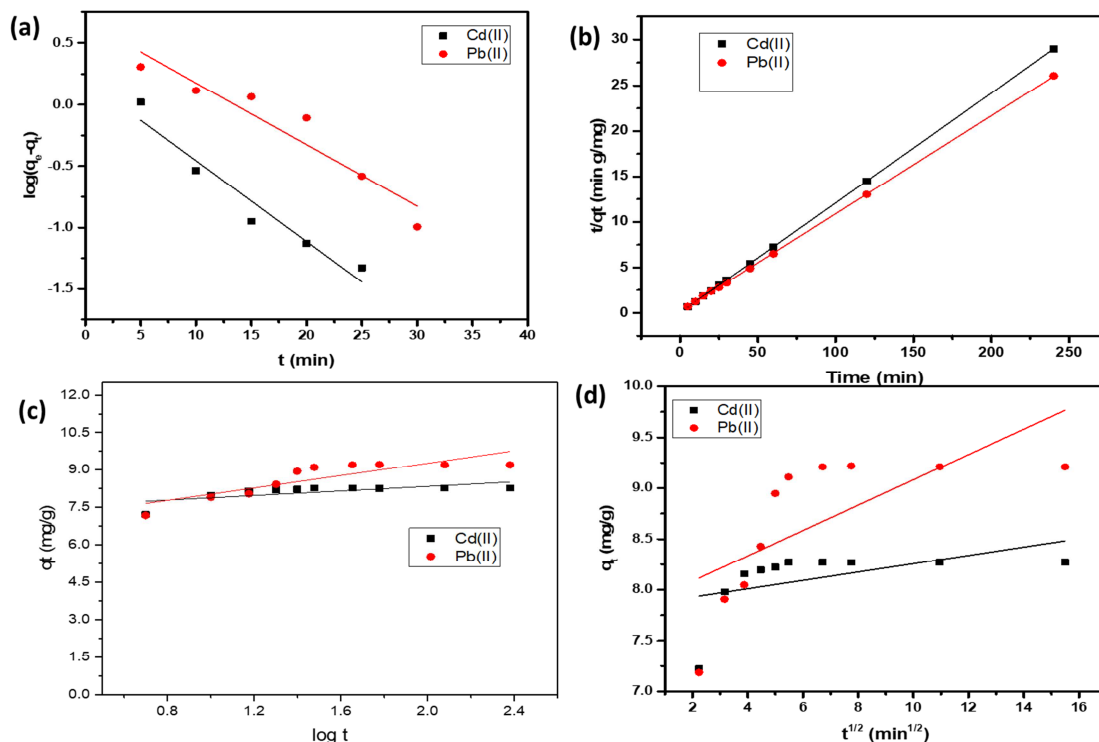 (a)
Cd(II)
Pb(II)
0.5
0.0
-0.5
-1.0
-1.5
log(qe-qt)
0 5 10 15 20 25 30 35 40
t (min)
(b)
Cd(II)
Pb(II)
30
25
20
15
10
5
0
t/qt (min g/mg)
0 50 100 150 200 250
Time (min)
(c)
12.0
10.5
9.0
7.5
6.0
4.5
3.0
1.5
0.0
qt (mg/g)
Cd(II)
Pb(II)
0.8 1.2 1.6 2.0 2.4
log t
(d)
Cd(II)
Pb(II)
10.0
9.5
9.0
8.5
8.0
7.5
7.0
qt (mg/g)
2 4 6 8 10 12 14 16
t1/2 (min1/2)